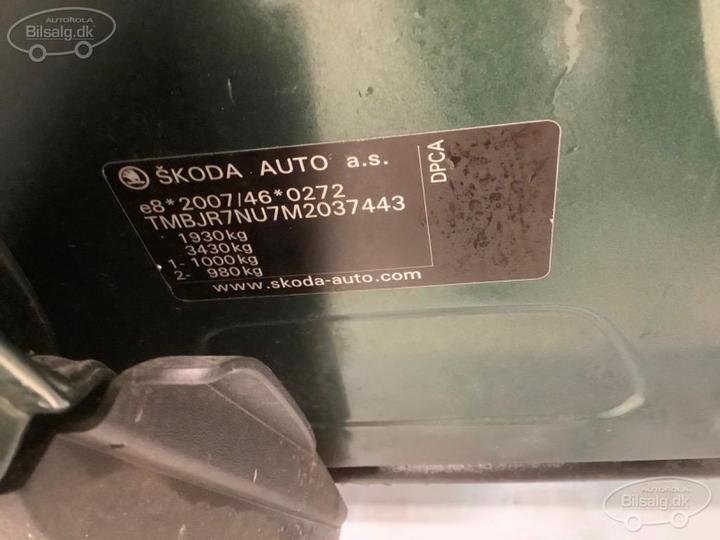 AUTOROLA
Bilsalg.dk
ŠKODA AUTO a.s.
e8*2007/46*0272
TMBJR7NU7M2037443
1930kg
3430kg
1- 1000kg
2- 980kg
www.skoda-auto.com
DPCA
AUTOROLA
Bilsalg.dk